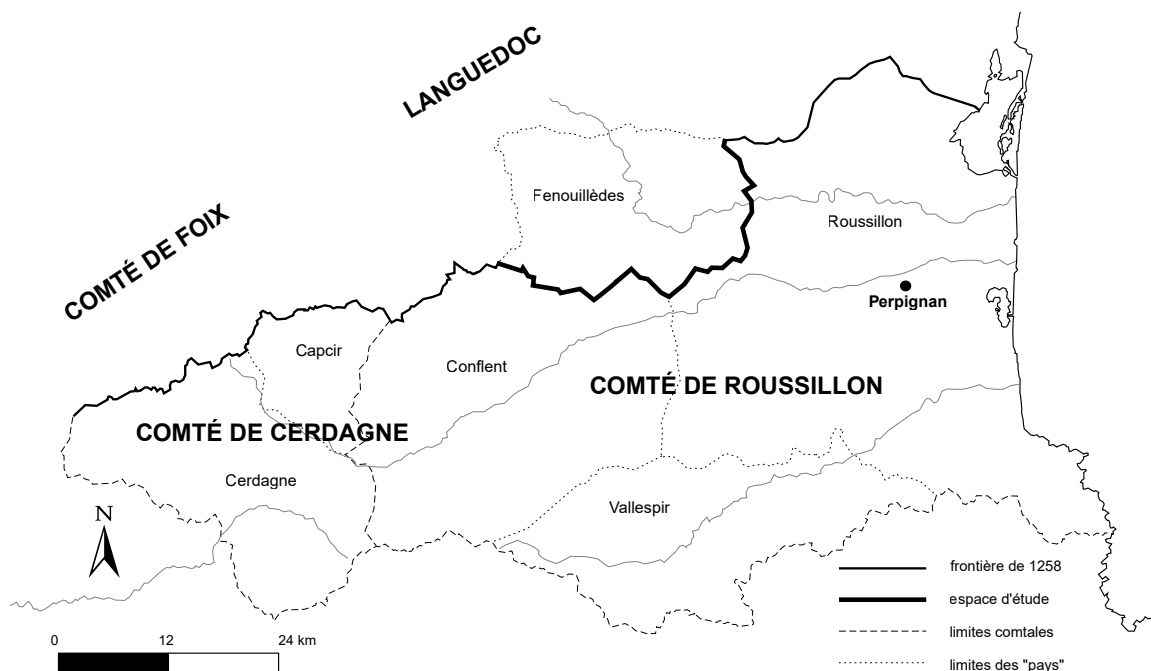 LANGUEDOC
COMTÉ DE FOIX
Fenouillèdes
Roussillon
Perpignan
Capcir
Conflent
COMTÉ DE ROUSSILLON
COMTÉ DE CERDAGNE
Cerdagne
Vallespir
N
0 12 24 km
frontière de 1258
espace d'étude
limites comtales
limites des "pays"